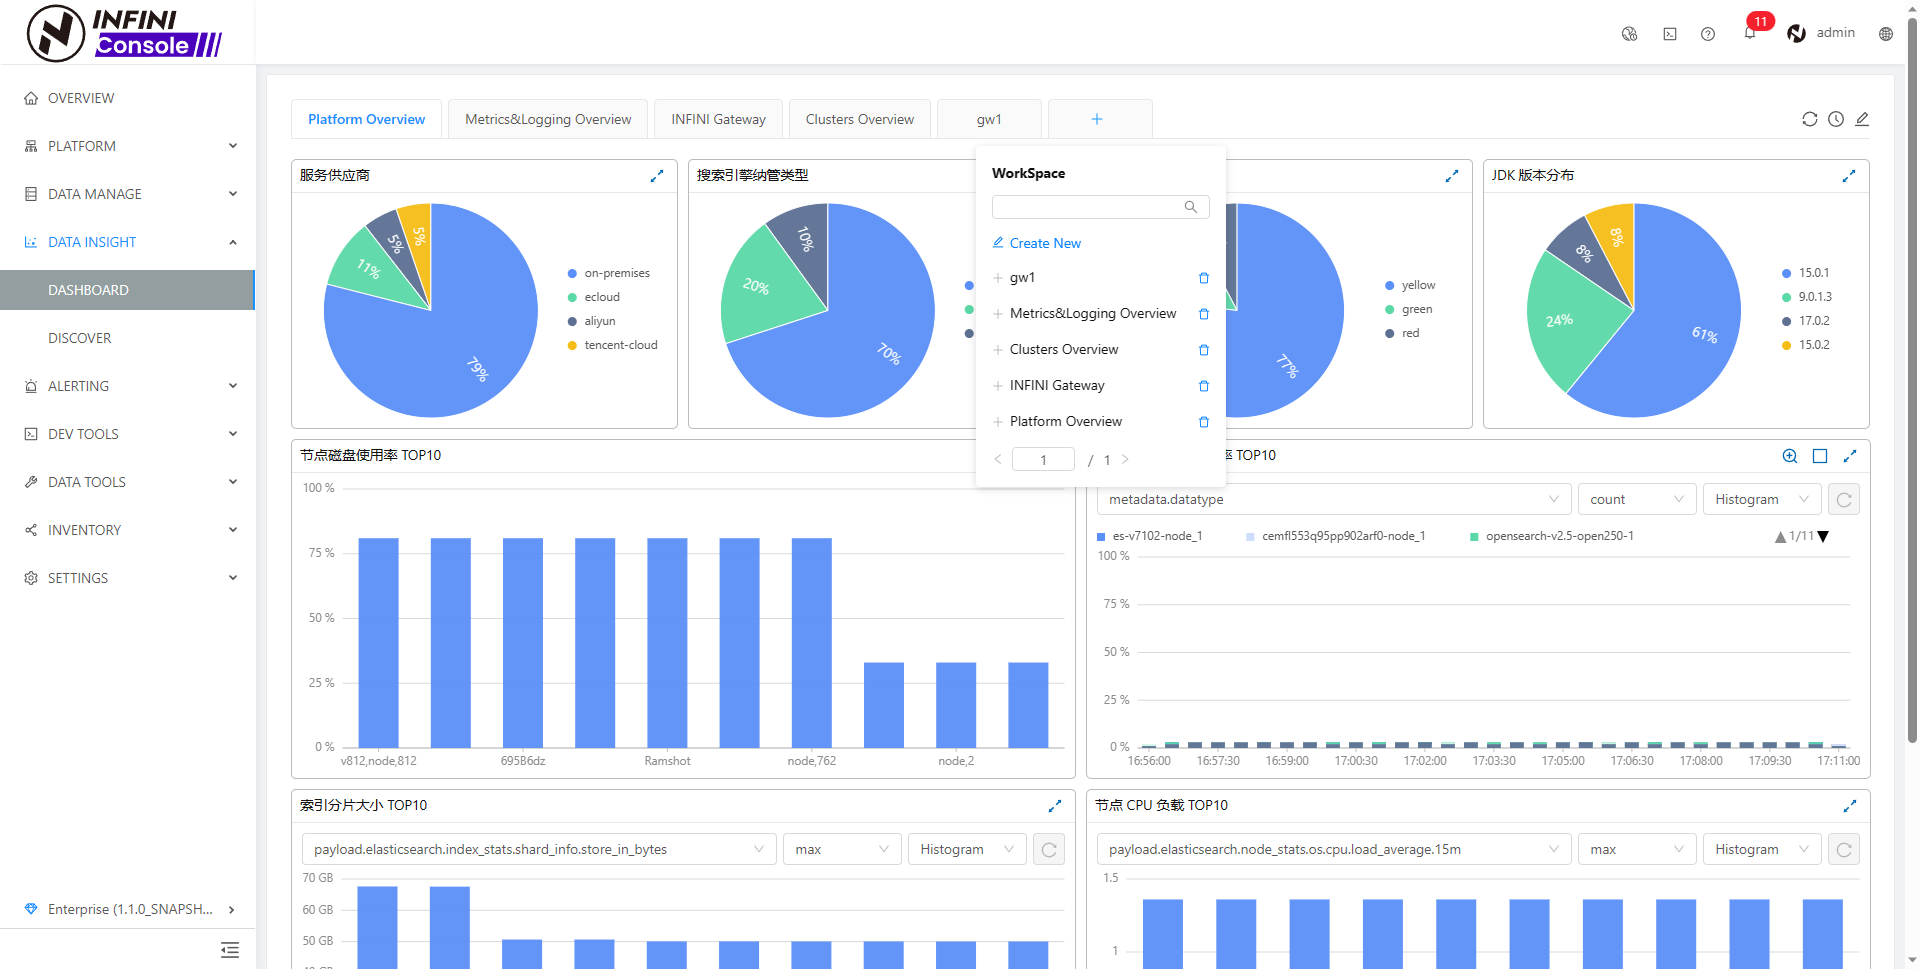 INFINI
Console
11
admin
OVERVIEW
PLATFORM
DATA MANAGE
DATA INSIGHT
DASHBOARD
DISCOVER
ALERTING
DEV TOOLS
DATA TOOLS
INVENTORY
SETTINGS
Enterprise (1.1.0_SNAPSH...
Platform Overview
Metrics&Logging Overview
INFINI Gateway
Clusters Overview
gw1
+
WorkSpace
Create New
gw1
Metrics&Logging Overview
Clusters Overview
INFINI Gateway
Platform Overview
1 / 1
服务供应商
79%
11%
5%
5%
on-premises
ecloud
aliyun
tencent-cloud
搜索引擎纳管类型
70%
20%
10%
77%
yellow
green
red
JDK 版本分布
61%
24%
8%
8%
15.0.1
9.0.1.3
17.0.2
15.0.2
节点磁盘使用率 TOP10
100 %
75 %
50 %
25 %
0 %
v812,node,812
695B6dz
Ramshot
node,762
node,2
率 TOP10
metadata.datatype
count
Histogram
es-v7102-node_1
cemfl553q95pp902arf0-node_1
opensearch-v2.5-open250-1
▲1/11▼
100 %
75 %
50 %
25 %
0 %
16:56:00
16:57:30
16:59:00
17:00:30
17:02:00
17:03:30
17:05:00
17:06:30
17:08:00
17:09:30
17:11:00
索引分片大小 TOP10
payload.elasticsearch.index_stats.shard_info.store_in_bytes
max
Histogram
70 GB
60 GB
50 GB
节点 CPU 负载 TOP10
payload.elasticsearch.node_stats.os.cpu.load_average.15m
max
Histogram
1.5
1